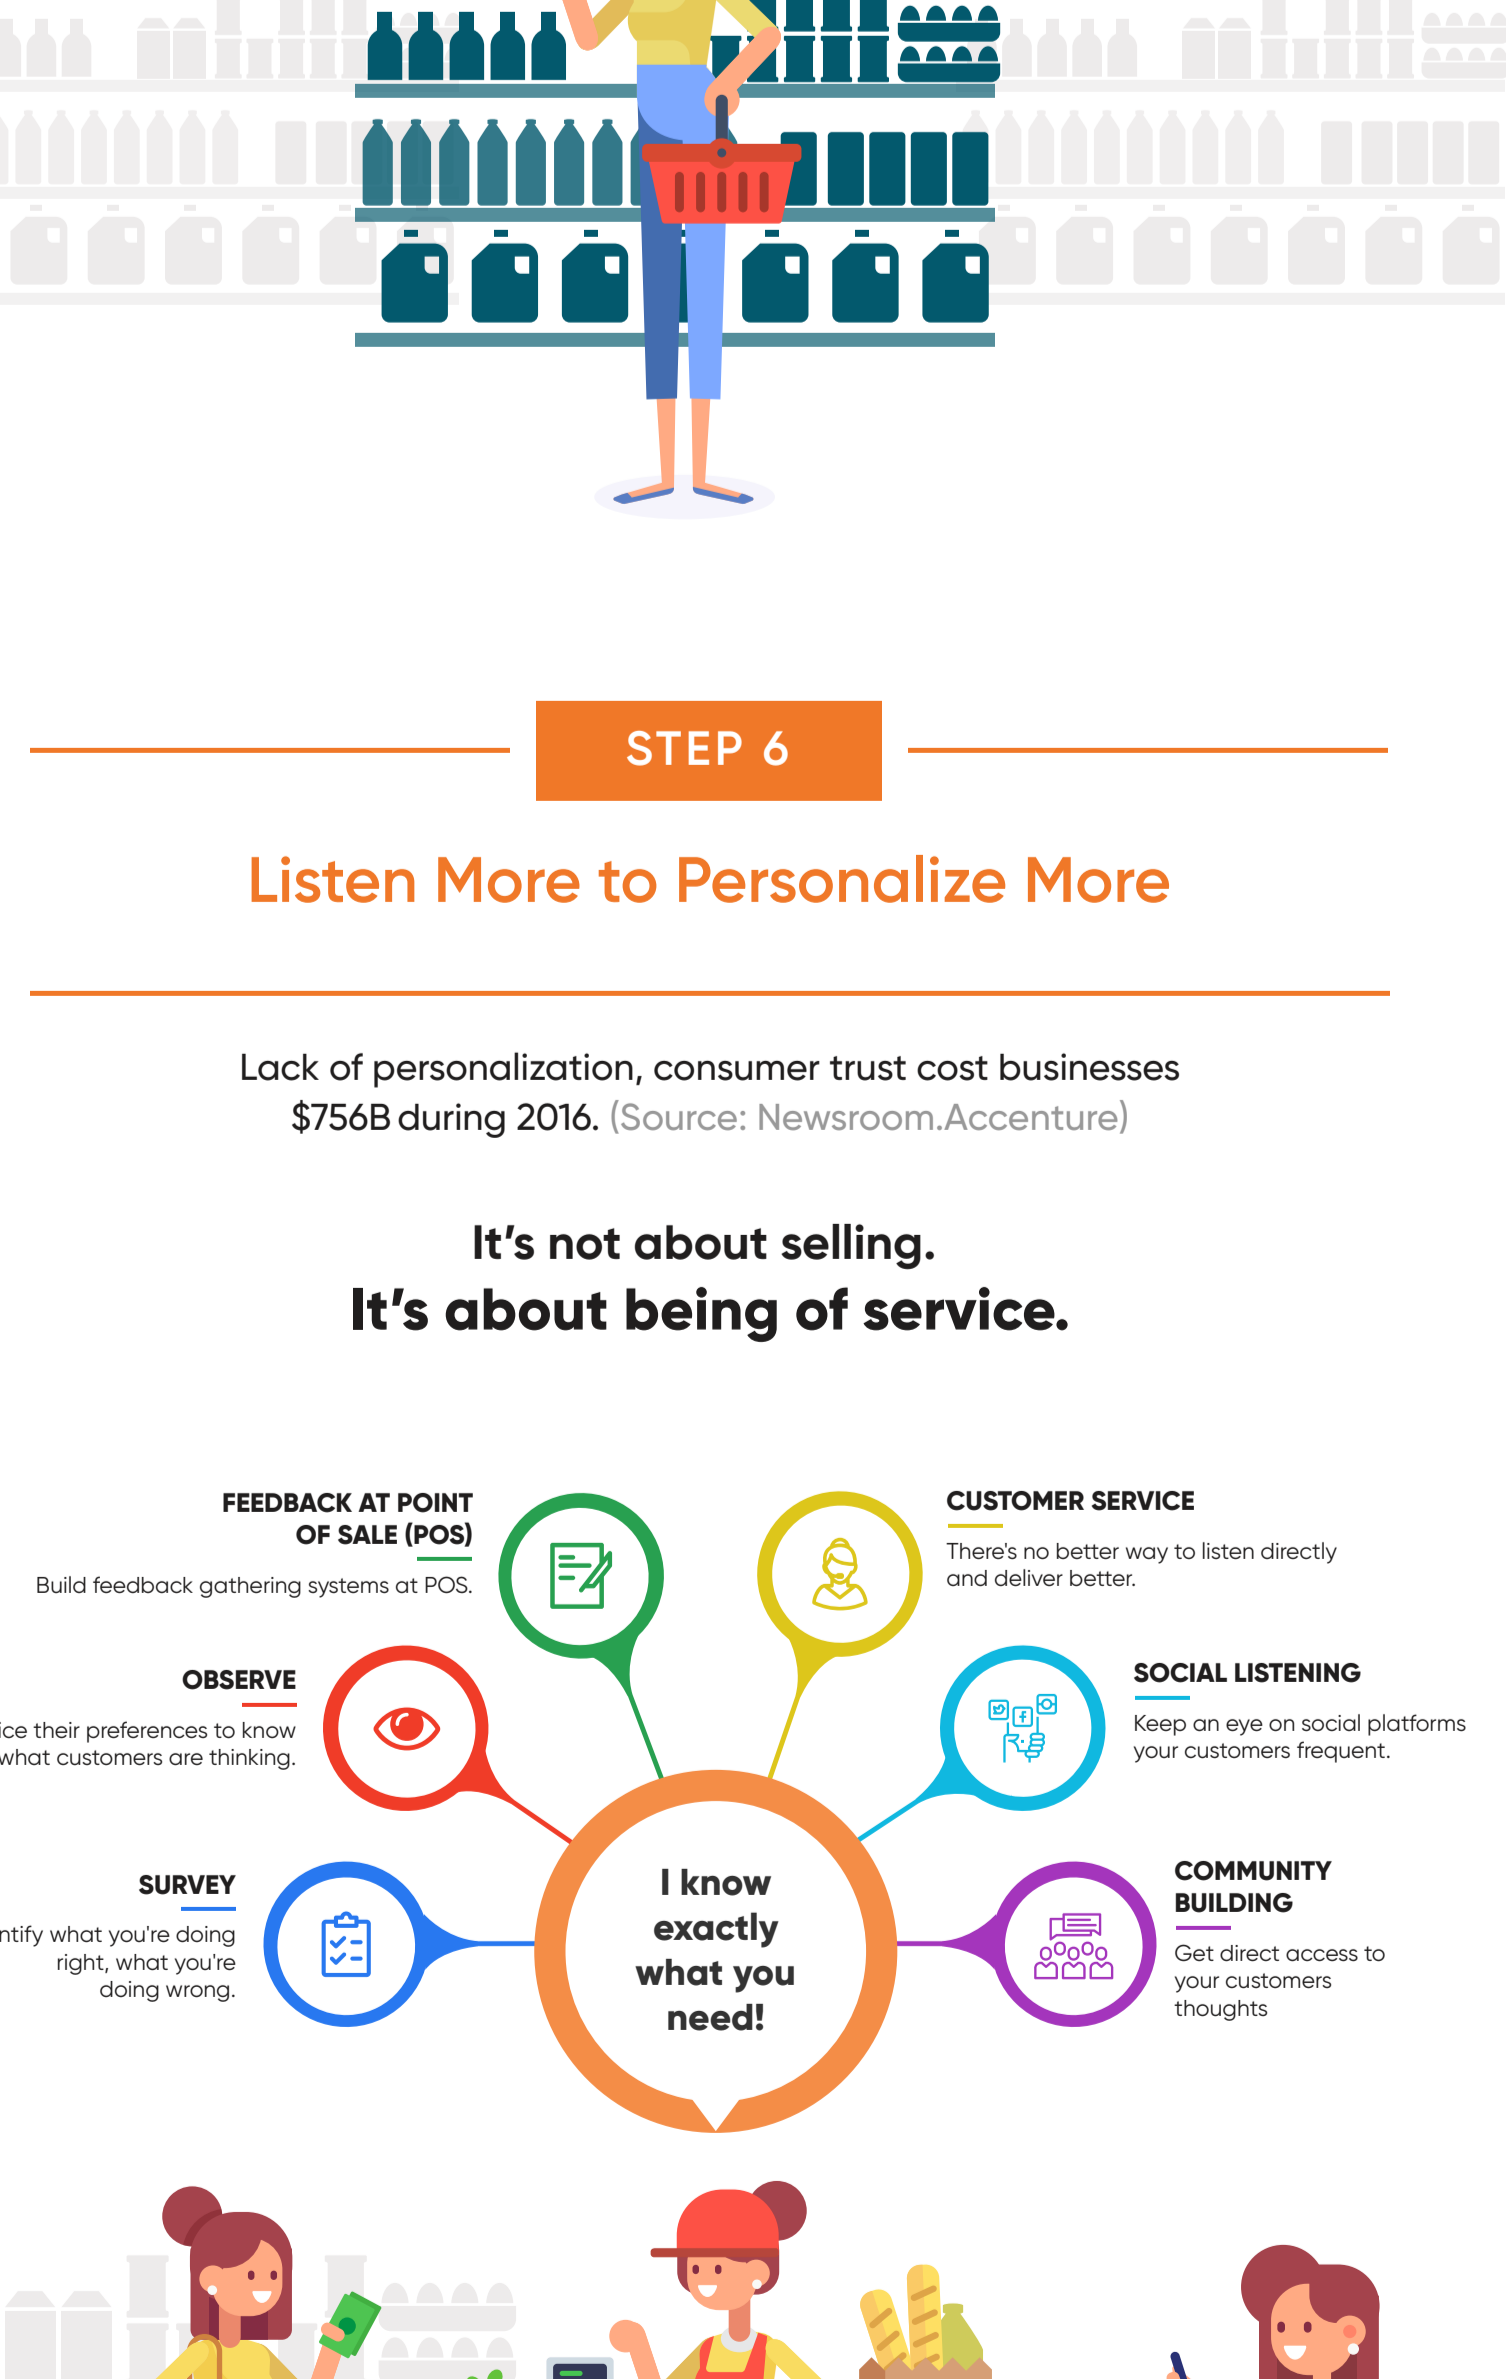 STEP 6
Listen More to Personalize More
Lack of personalization, consumer trust cost businesses
$756B during 2016. (Source: Newsroom.Accenture)
It's not about selling.
It's about being of service.
FEEDBACK AT POINT
OF SALE (POS)
Build feedback gathering systems at POS.
CUSTOMER SERVICE
There's no better way to listen directly
and deliver better.
OBSERVE
their preferences to know
what customers are thinking.
SOCIAL LISTENING
Keep an eye on social platforms
your customers frequent.
SURVEY
what you're doing
right, what you're
doing wrong.
COMMUNITY
BUILDING
Get direct access to
your customers
thoughts
I know
exactly
what you
need!